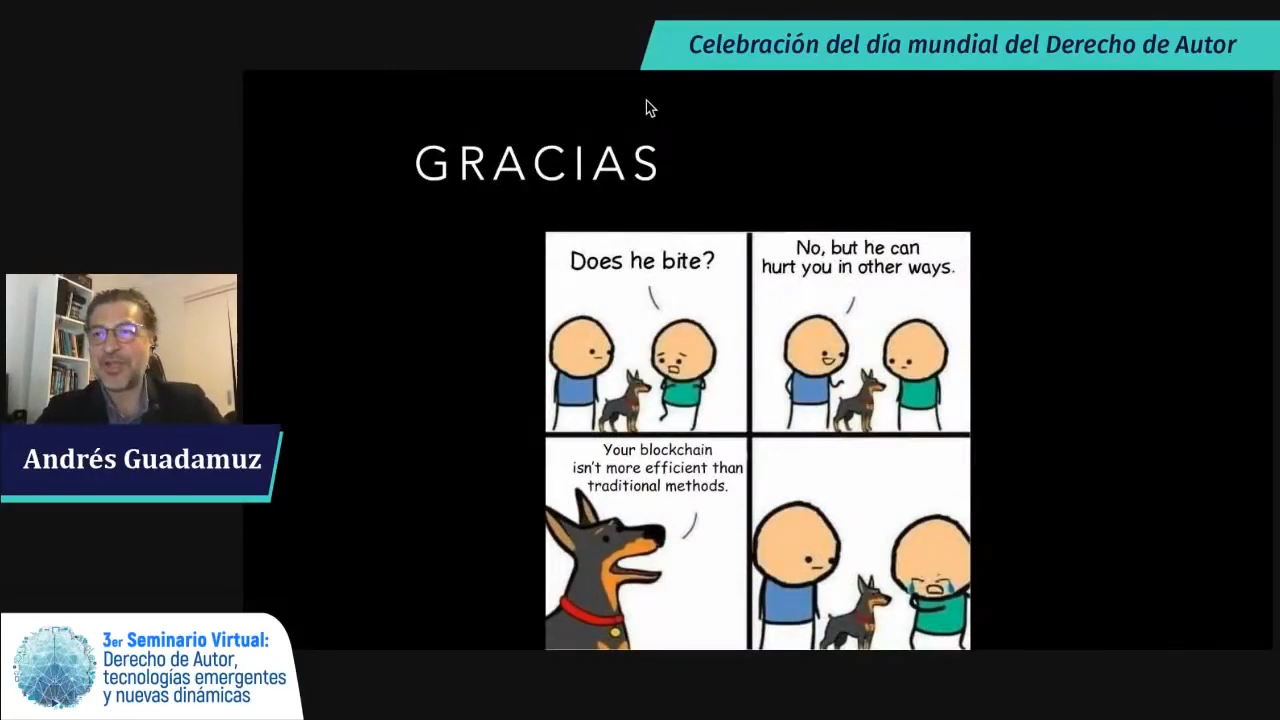 Celebración del día mundial del Derecho de Autor
GRACIAS
Does he bite?
No, but he can
hurt you in other ways.
Your blockchain
isn't more efficient than
traditional methods.
Andrés Guadamuz
3er Seminario Virtual:
Derecho de Autor,
tecnologías emergentes
y nuevas dinámicas